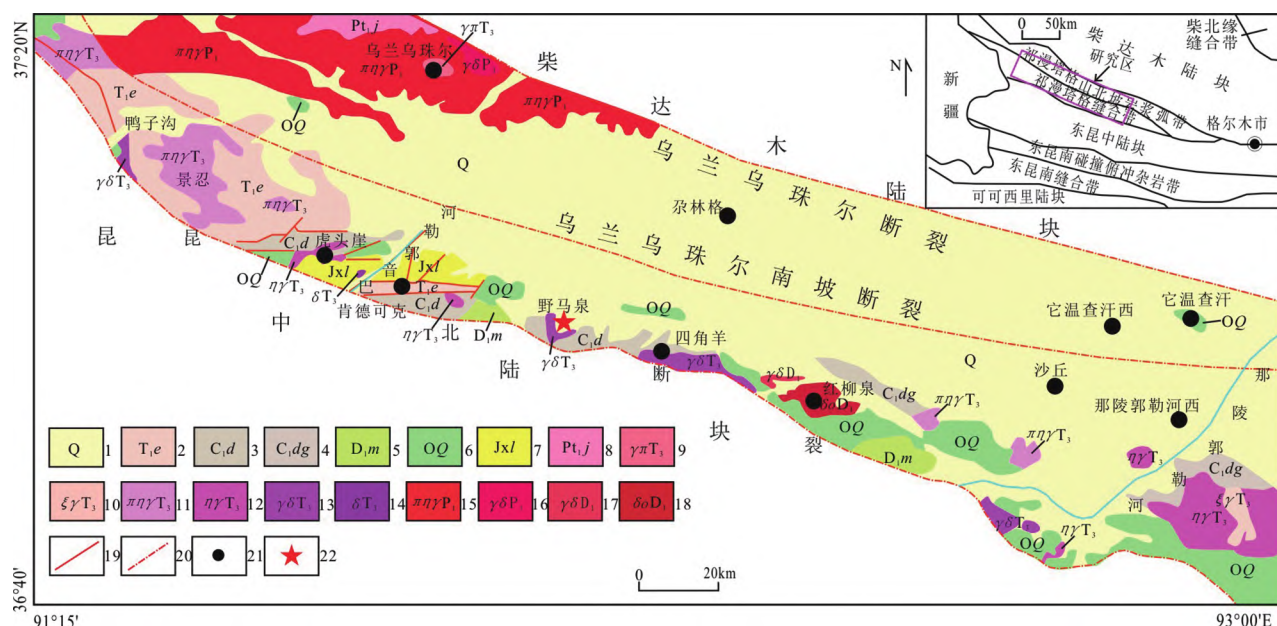 37°20'
36°40'
91°15'
93°00'E
N
0 20km
0 50km
柴北缘
缝合带
柴达木陆块
研究区
祁漫塔格山北坡岩浆弧带
祁漫塔格缝合带
新疆
格尔木市
东昆中陆块
东昆南碰撞俯冲杂岩带
东昆南缝合带
可可西里陆块
柴达木陆块
乌兰乌珠尔断裂
乌兰乌珠尔南坡断裂
昆中陆块
昆北陆断裂
Pt₁j
γπT₃
乌兰乌珠尔
πηγT₃
πηγP₁
πηγP₁
γδP₁
πηγP₁
T₁e
OQ
鸭子沟
πηγT₃
景忍
γδT₃
T₁e
πηγT₃
Q
尕林格
C₁d
虎头崖
OQ
ηγT₃
Jxl
δT₃
巴音郭勒河
Jxl
T₁e
肯德可克
C₁d
OQ
ηγT₃
D₁m
野马泉
γδT₃
C₁d
OQ
四角羊
γδT₃
它温查汗西
它温查汗
OQ
Q
沙丘
那陵郭勒河西
那陵郭勒河
γδD₁
红柳泉
δoD₁
C₁dg
πηγT₃
OQ
OQ
D₁m
πηγT₃
ηγT₃
C₁dg
ξγT₃
ηγT₃
γδT₃
OQ
ηγT₃
OQ
Q 1
T₁e 2
C₁d 3
C₁dg 4
D₁m 5
OQ 6
Jxl 7
Pt₁j 8
γπT₃ 9
ξγT₃ 10
πηγT₃ 11
ηγT₃ 12
γδT₃ 13
δT₃ 14
πηγP₁ 15
γδP₁ 16
γδD₁ 17
δoD₁ 18
19
20
21
22